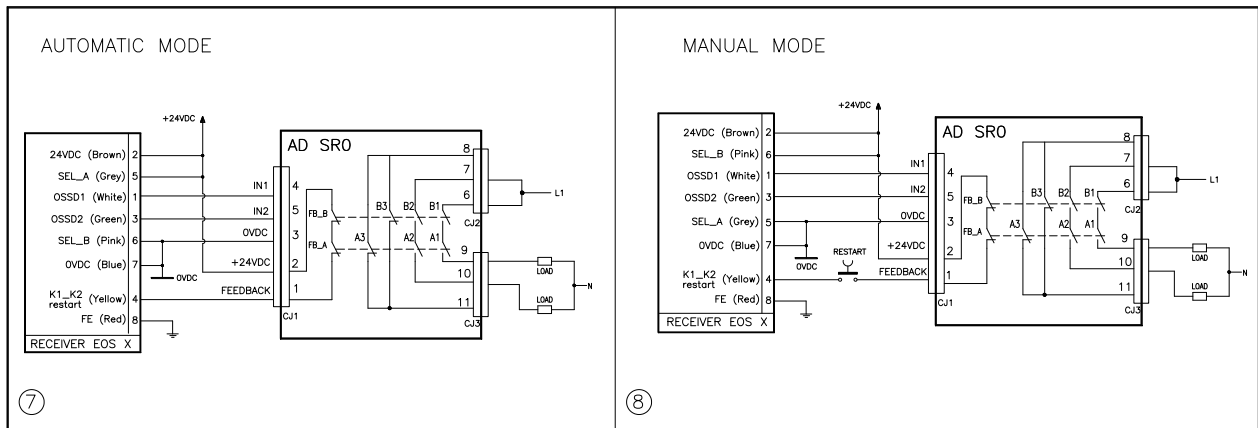 AUTOMATIC MODE
+24VDC
24VDC (Brown) 2
SEL_A (Grey) 5
OSSD1 (White) 1
OSSD2 (Green) 3
SEL_B (Pink) 6
0VDC (Blue) 7
K1_K2 (Yellow) 4
restart
FE (Red) 8
RECEIVER EOS X
0VDC
IN1
IN2
0VDC
+24VDC
FEEDBACK
AD SR0
4
5
3
2
1
CJ1
FB_B
FB_A
B3 B2 B1
A3 A2 A1
8
7
6
CJ2
9
10
11
CJ3
L1
LOAD
LOAD
N
7
MANUAL MODE
+24VDC
24VDC (Brown) 2
SEL_B (Pink) 6
OSSD1 (White) 1
OSSD2 (Green) 3
SEL_A (Grey) 5
0VDC (Blue) 7
K1_K2 (Yellow) 4
restart
FE (Red) 8
RECEIVER EOS X
0VDC
RESTART
IN1
IN2
0VDC
+24VDC
FEEDBACK
AD SR0
4
5
3
2
1
CJ1
FB_B
FB_A
B3 B2 B1
A3 A2 A1
8
7
6
CJ2
9
10
11
CJ3
L1
LOAD
LOAD
N
8